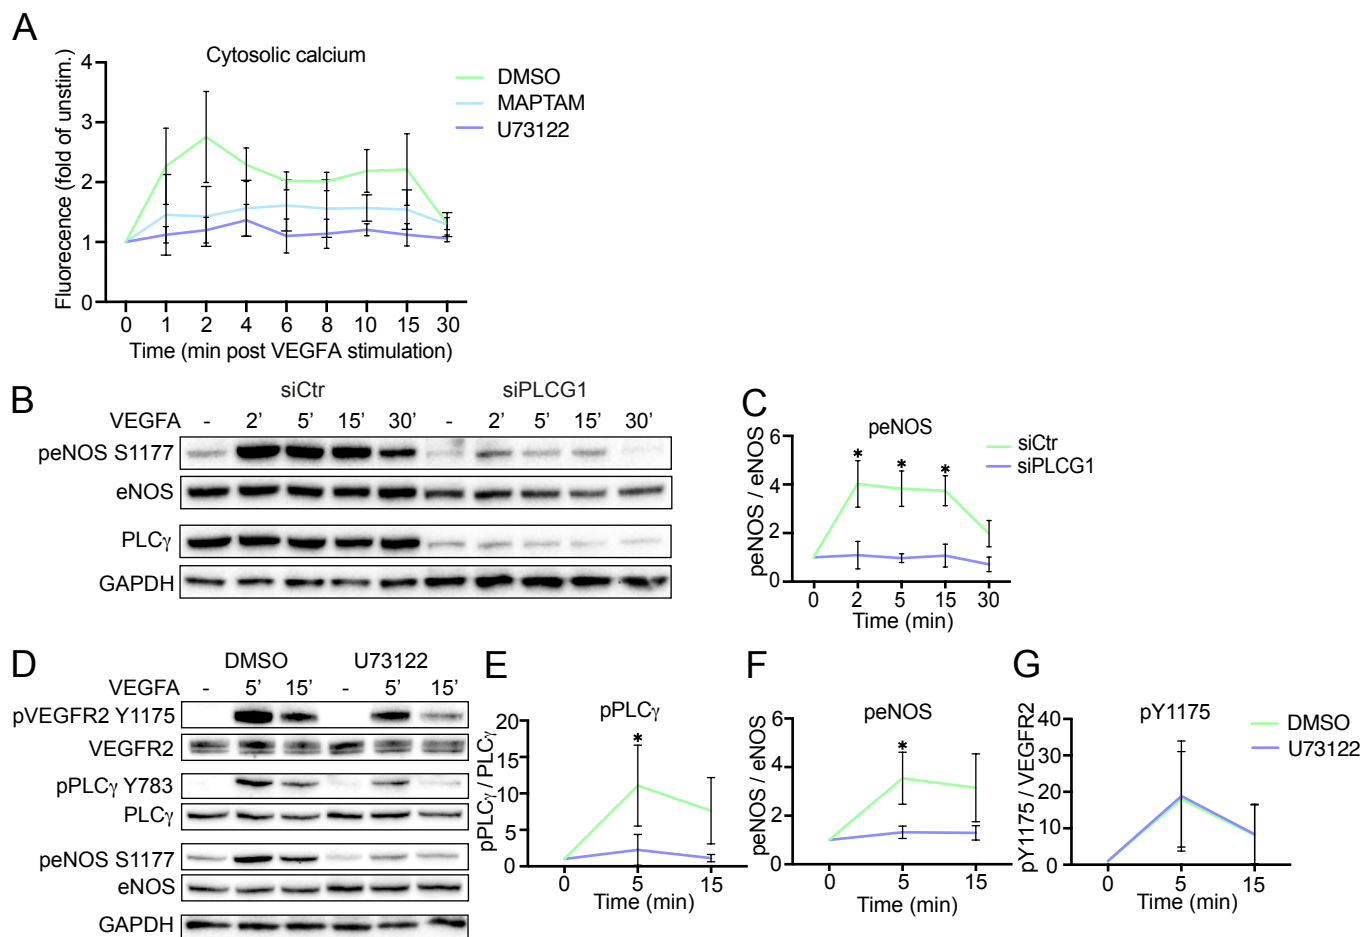 A
Cytosolic calcium
Fluorecence (fold of unstim.)
4
3
2
1
0
0 1 2 4 6 8 10 15 30
Time (min post VEGFA stimulation)
DMSO
MAPTAM
U73122
B
siCtr siPLCG1
VEGFA - 2’ 5’ 15’ 30’ - 2’ 5’ 15’ 30’
peNOS S1177
eNOS
PLCγ
GAPDH
C
peNOS
peNOS / eNOS
6
4
2
0
* * *
0 2 5 15 30
Time (min)
siCtr
siPLCG1
D
DMSO U73122
VEGFA - 5’ 15’ - 5’ 15’
pVEGFR2 Y1175
VEGFR2
pPLCγ Y783
PLCγ
peNOS S1177
eNOS
GAPDH
E
pPLCγ
pPLCγ / PLCγ
20
15
10
5
0
*
0 5 15
Time (min)
F
peNOS
peNOS / eNOS
6
4
2
0
*
0 5 15
Time (min)
G
pY1175
pY1175 / VEGFR2
40
30
20
10
0
0 5 15
Time (min)
DMSO
U73122